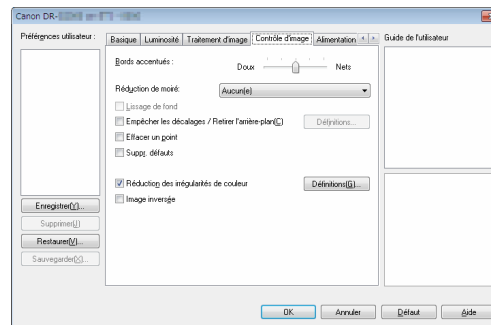 Canon DR-
Préférences utilisateur :
Basique Luminosité Traitement d'image Contrôle d'image Alimentation
Guide de l'utilisateur
Bords accentués :
Doux
Nets
Réduction de moiré:
Aucun(e)
Lissage de fond
Empêcher les décalages / Retirer l'arrière-plan(C)
Définitions...
Effacer un point
Suppr. défauts
Réduction des irrégularités de couleur
Définitions(G)...
Image inversée
Enregistrer(Y)...
Supprimer(J)
Restaurer(V)...
Sauvegarder(X)...
OK Annuler Défaut Aide